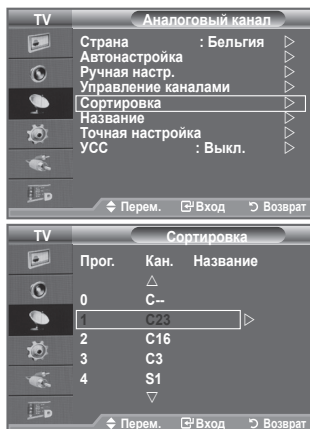 TV Аналоговый канал
Страна : Бельгия
Автонастройка
Ручная настр.
Управление каналами
Сортировка
Название
Точная настройка
УСС : Выкл.
Перем. Вход Возврат
TV Сортировка
Прог. Кан. Название
0 C--
1 C23
2 C16
3 C3
4 S1
Перем. Вход Возврат